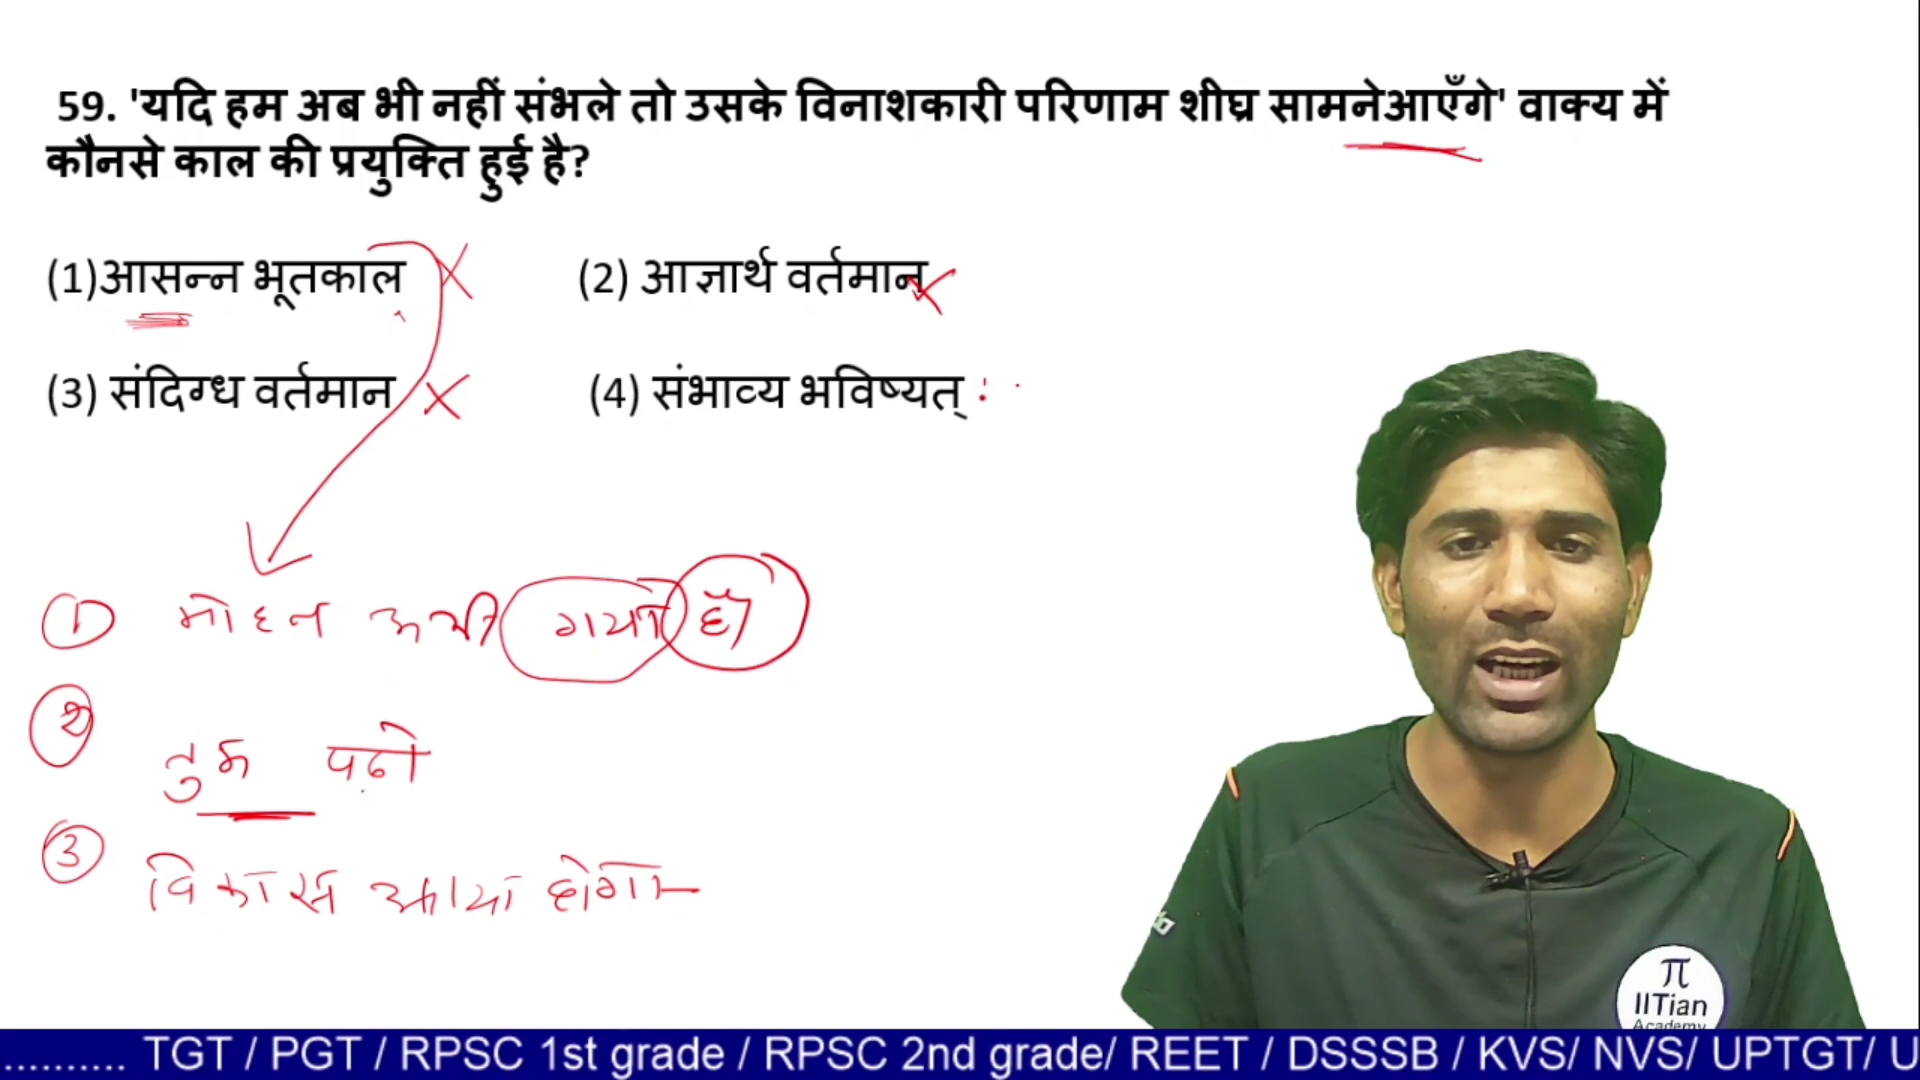 59. 'यदि हम अब भी नहीं संभले तो उसके विनाशकारी परिणाम शीघ्र सामनेआएँगे' वाक्य में
कौनसे काल की प्रयुक्ति हुई है?
(1)आसन्न भूतकाल (2) आज्ञार्थ वर्तमान
(3) संदिग्ध वर्तमान (4) संभाव्य भविष्यत्
① मोहन अभी गया है
②
तुम पढो
③
विकास आया होगा
π
IITian
Academy
.......... TGT / PGT / RPSC 1st grade / RPSC 2nd grade/ REET / DSSSB / KVS/ NVS/ UPTGT/ U